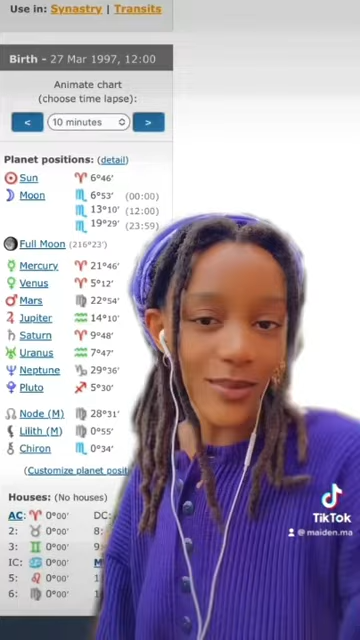 Use in: Synastry | Transits
Birth - 27 Mar 1997, 12:00
Animate chart
(choose time lapse):
< 10 minutes >
Planet positions: (detail)
Sun ♈ 6°46'
Moon ♏ 6°53' (00:00)
♏ 13°10' (12:00)
♏ 19°29' (23:59)
Full Moon (216°23')
Mercury ♈ 21°46'
Venus ♈ 5°12'
Mars ♍ 22°54'
Jupiter ♒ 14°10'
Saturn ♈ 9°48'
Uranus ♒ 7°47'
Neptune ♑ 29°36'
Pluto ♐ 5°30'
Node (M) ♍ 28°31'
Lilith (M) ♍ 0°55'
Chiron ♏ 0°34'
(Customize planet posit
Houses: (No houses)
AC: ♈ 0°00' DC:
2: ♉ 0°00' 8:
3: ♊ 0°00' 9:
IC: ♋ 0°00' M
5: ♌ 0°00' 1
6: ♍ 0°00' 1
TikTok
@ maiden.ma